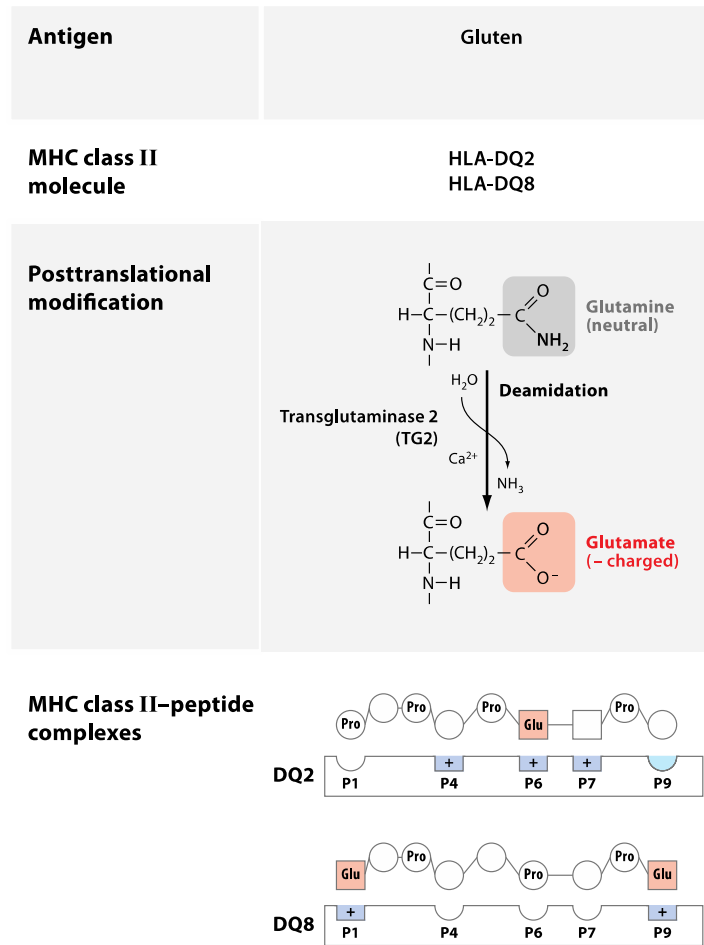 Antigen
Gluten
MHC class II
molecule
HLA-DQ2
HLA-DQ8
Posttranslational
modification
C=O
H–C–(CH₂)₂–C
O
NH₂
N–H
Glutamine
(neutral)
H₂O
Deamidation
Transglutaminase 2
(TG2)
Ca²⁺
NH₃
C=O
H–C–(CH₂)₂–C
O
O⁻
N–H
Glutamate
(– charged)
MHC class II–peptide
complexes
Pro Pro Pro Glu Pro
+ + +
DQ2
P1 P4 P6 P7 P9
Glu Pro Pro Pro Glu
+ +
DQ8
P1 P4 P6 P7 P9